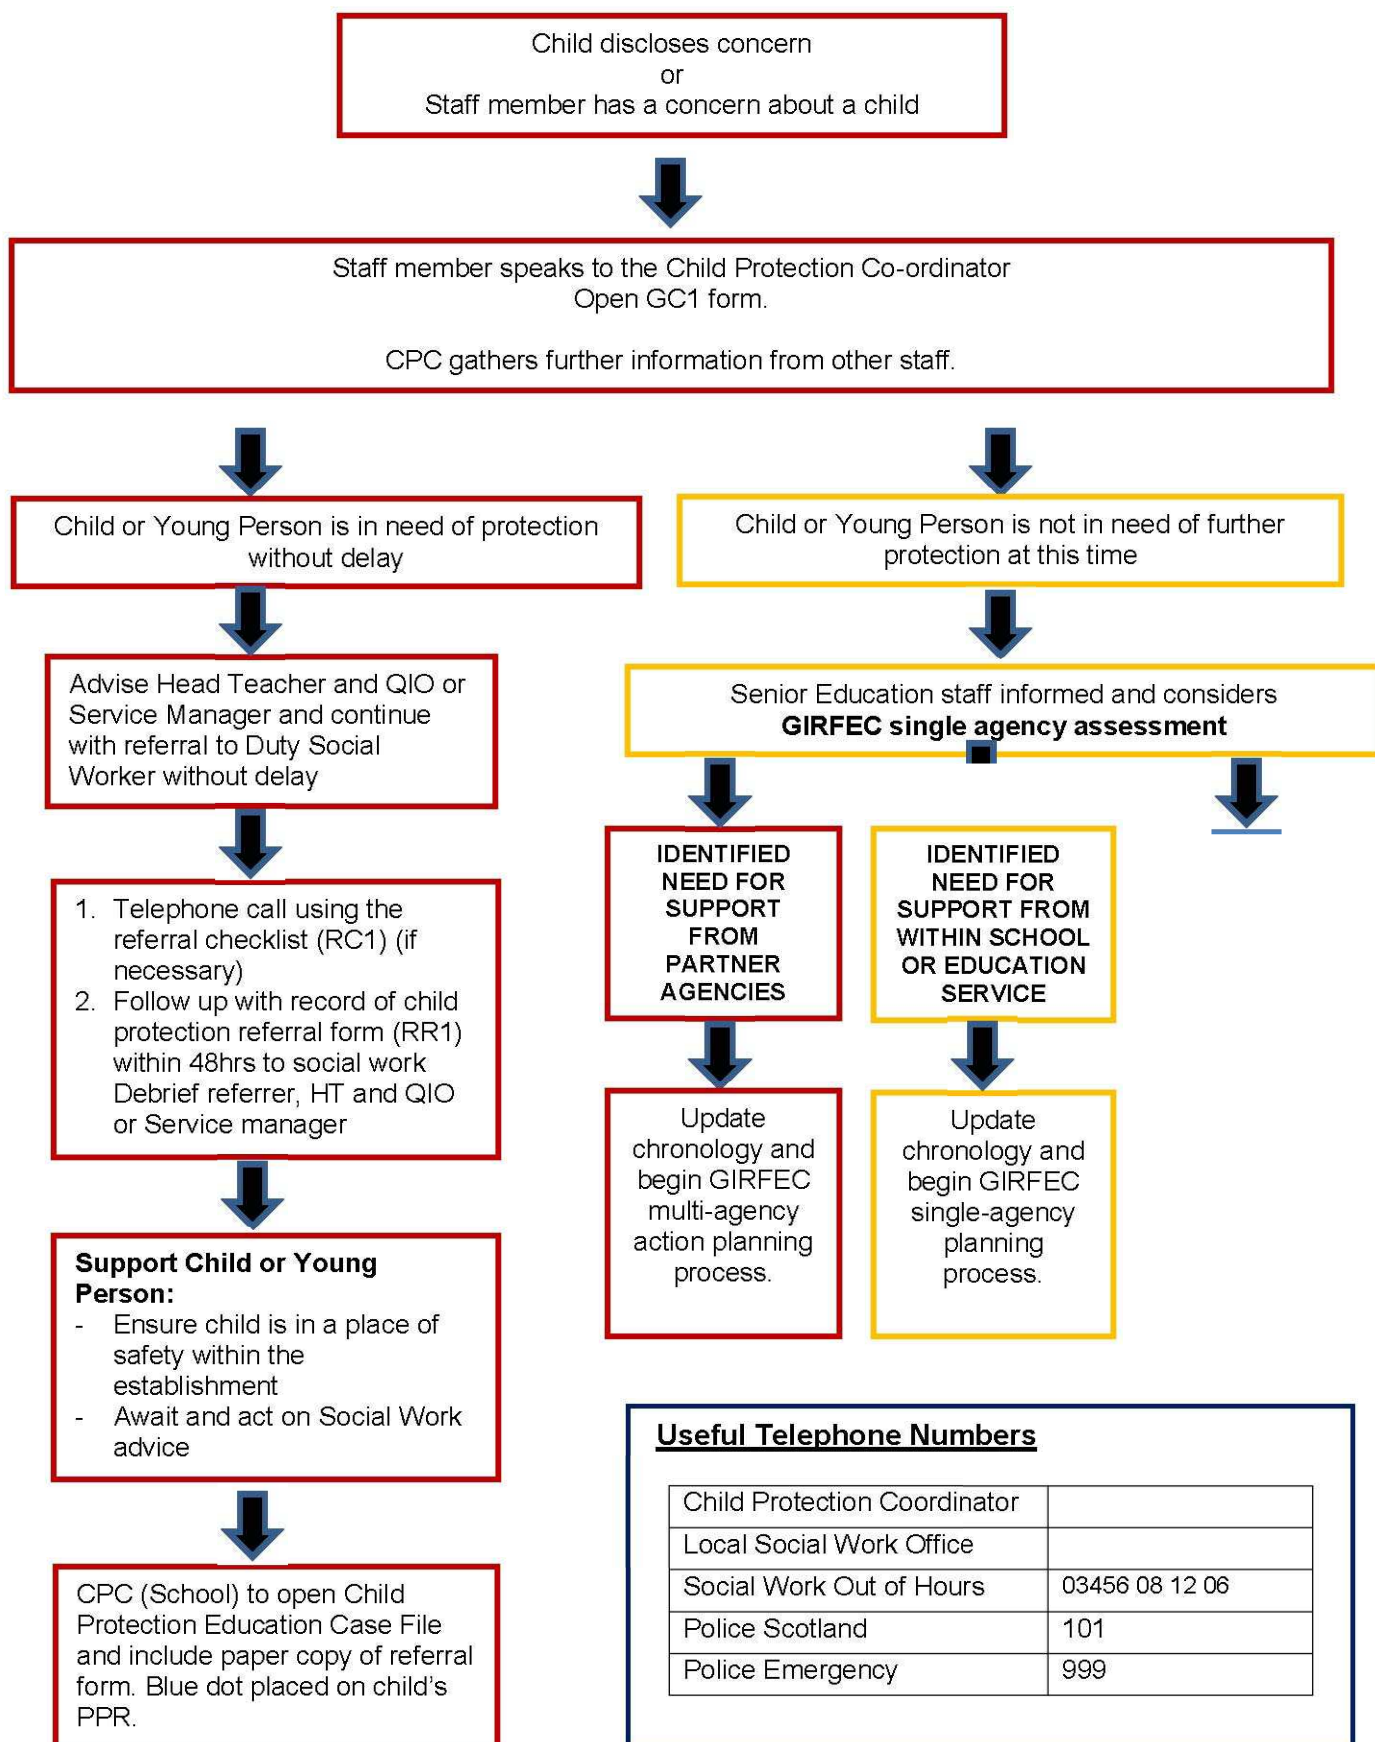 Child discloses concern
or
Staff member has a concern about a child
Staff member speaks to the Child Protection Co-ordinator
Open GC1 form.
CPC gathers further information from other staff.
Child or Young Person is in need of protection
without delay
Child or Young Person is not in need of further
protection at this time
Advise Head Teacher and QIO or
Service Manager and continue
with referral to Duty Social
Worker without delay
Senior Education staff informed and considers
GIRFEC single agency assessment
1. Telephone call using the
referral checklist (RC1) (if
necessary)
2. Follow up with record of child
protection referral form (RR1)
within 48hrs to social work
Debrief referrer, HT and QIO
or Service manager
IDENTIFIED
NEED FOR
SUPPORT
FROM
PARTNER
AGENCIES
IDENTIFIED
NEED FOR
SUPPORT FROM
WITHIN SCHOOL
OR EDUCATION
SERVICE
Update
chronology and
begin GIRFEC
multi-agency
action planning
process.
Update
chronology and
begin GIRFEC
single-agency
planning
process.
Support Child or Young
Person:
- Ensure child is in a place of
safety within the
establishment
- Await and act on Social Work
advice
CPC (School) to open Child
Protection Education Case File
and include paper copy of referral
form. Blue dot placed on child's
PPR.
Useful Telephone Numbers
Child Protection Coordinator
Local Social Work Office
Social Work Out of Hours 03456 08 12 06
Police Scotland 101
Police Emergency 999